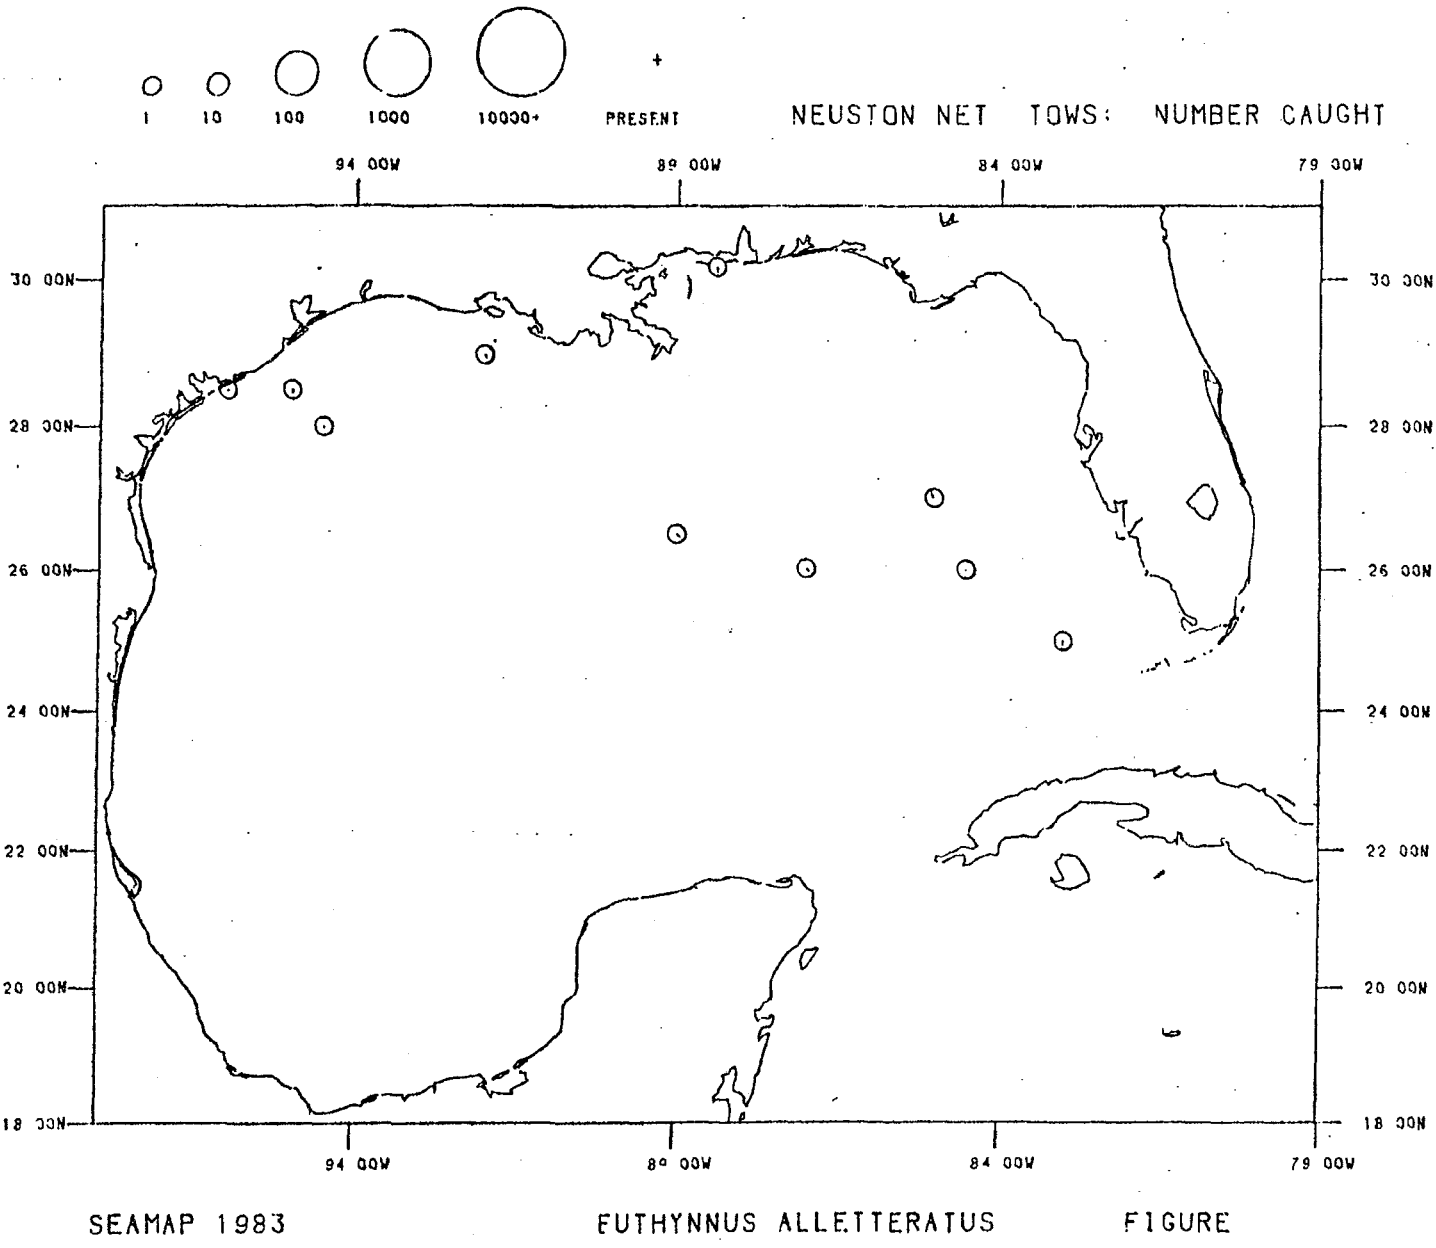 1 10 100 1000 10000+ PRESENT NEUSTON NET TOWS: NUMBER CAUGHT
94 00W 89 00W 84 00W 79 00W
30 00N 30 00N
28 00N 28 00N
26 00N 26 00N
24 00N 24 00N
22 00N 22 00N
20 00N 20 00N
18 00N 18 00N
94 00W 89 00W 84 00W 79 00W
SEAMAP 1983 EUTHYNNUS ALLETTERATUS FIGURE